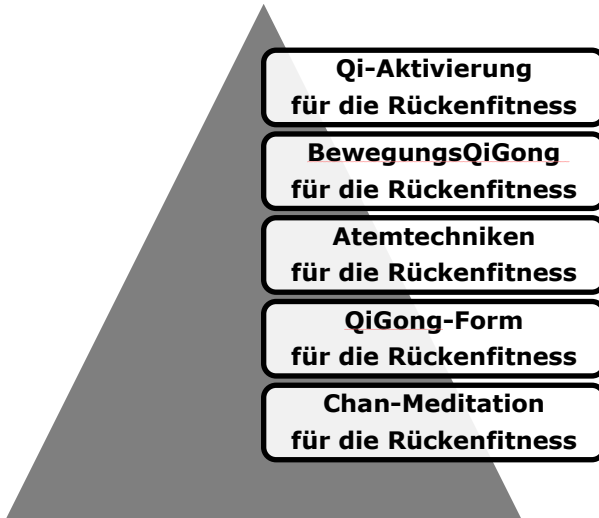 Qi-Aktivierung
für die Rückenfitness
BewegungsQiGong
für die Rückenfitness
Atemtechniken
für die Rückenfitness
QiGong-Form
für die Rückenfitness
Chan-Meditation
für die Rückenfitness